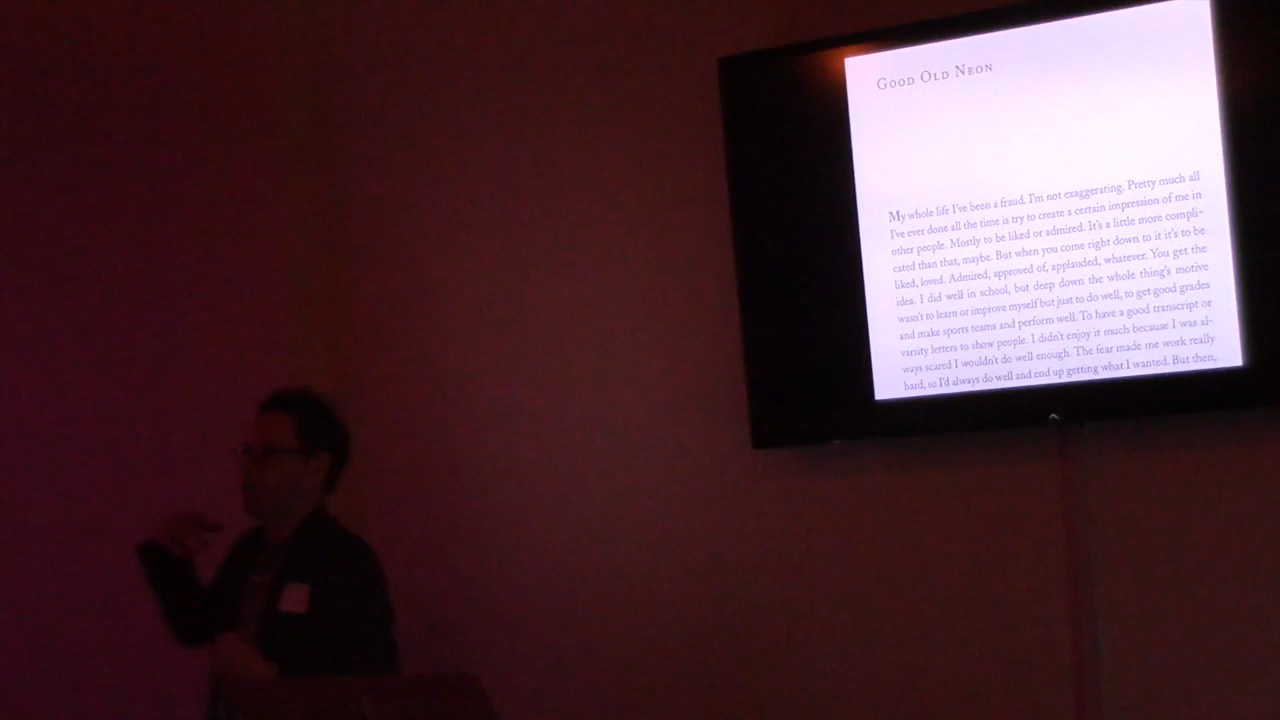 GOOD OLD NEON
My whole life I've been a fraud. I'm not exaggerating. Pretty much all
I've ever done all the time is try to create a certain impression of me in
other people. Mostly to be liked or admired. It's a little more compli-
cated than that, maybe. But when you come right down to it it's to be
liked, loved. Admired, approved of, applauded, whatever. You get the
idea. I did well in school, but deep down the whole thing's motive
wasn't to learn or improve myself but just to do well, to get good grades
and make sports teams and perform well. To have a good transcript or
varsity letters to show people. I didn't enjoy it much because I was al-
ways scared I wouldn't do well enough. The fear made me work really
hard, so I'd always do well and end up getting what I wanted. But then,